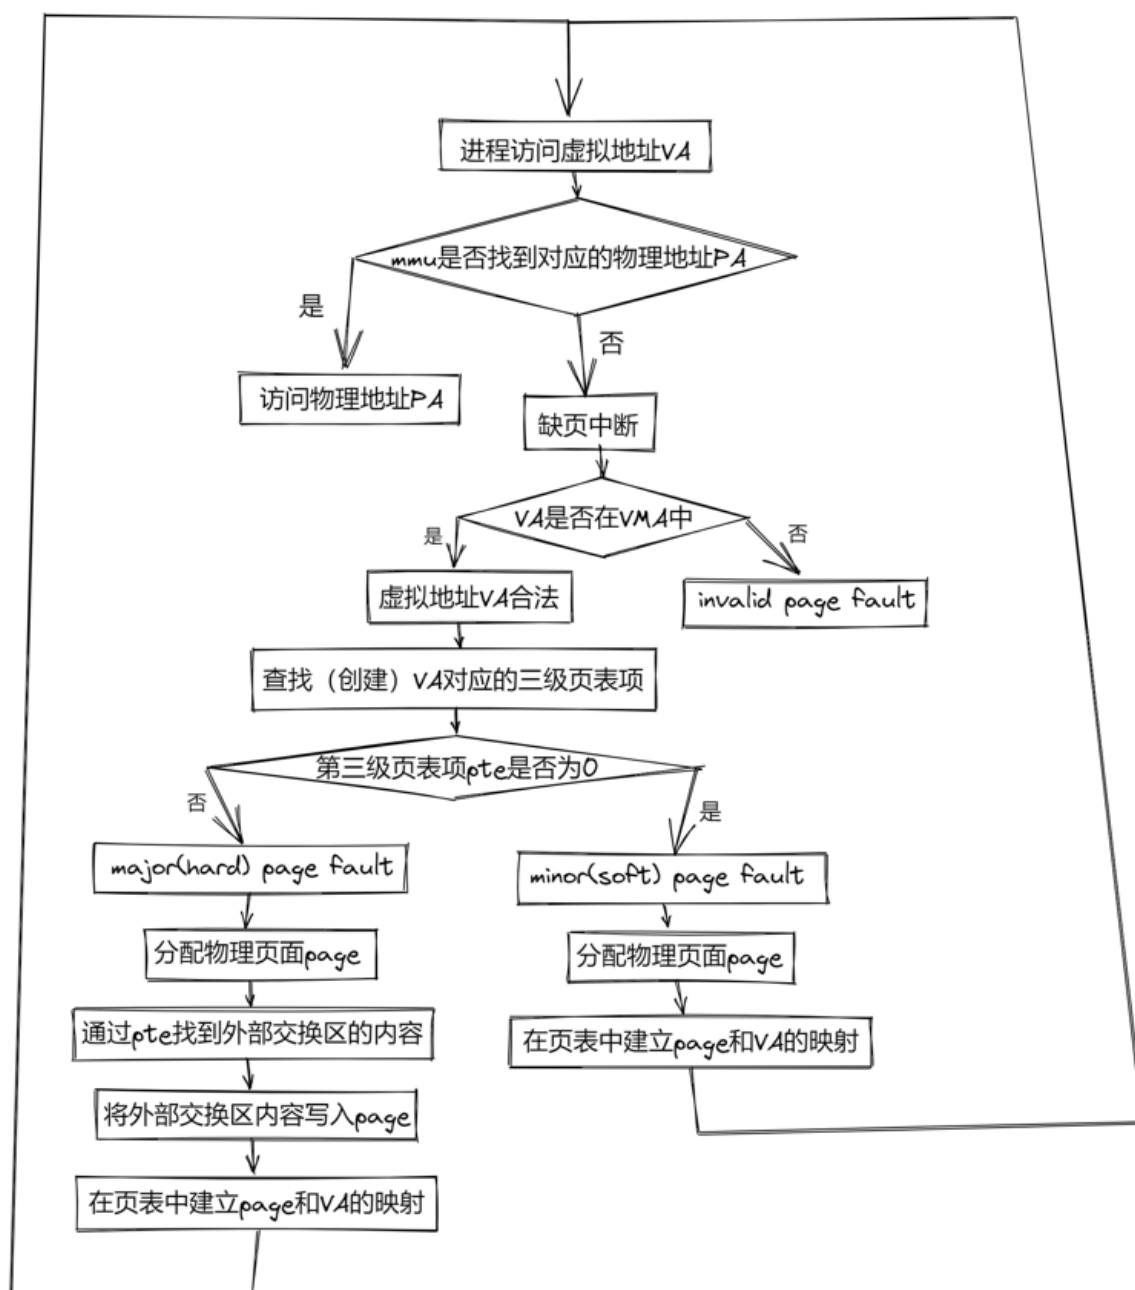 进程访问虚拟地址VA
mmu是否找到对应的物理地址PA
是
否
访问物理地址PA
缺页中断
VA是否在VMA中
是
否
虚拟地址VA合法
invalid page fault
查找（创建）VA对应的三级页表项
第三级页表项pte是否为0
否
是
major(hard) page fault
minor(soft) page fault
分配物理页面page
分配物理页面page
通过pte找到外部交换区的内容
在页表中建立page和VA的映射
将外部交换区内容写入page
在页表中建立page和VA的映射